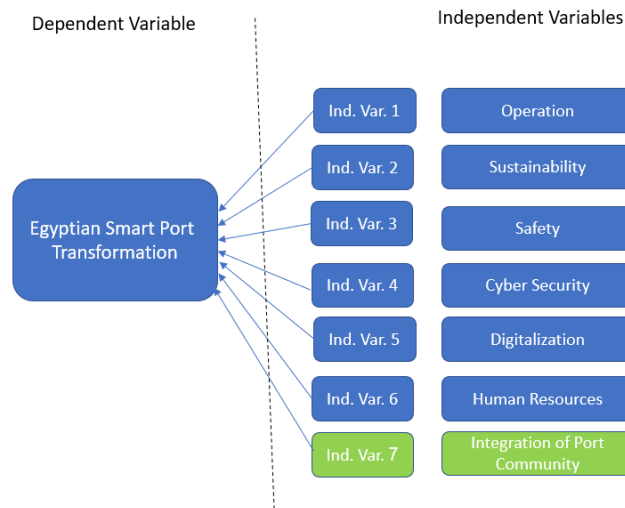 Dependent Variable
Independent Variables
Egyptian Smart Port
Transformation
Ind. Var. 1
Operation
Ind. Var. 2
Sustainability
Ind. Var. 3
Safety
Ind. Var. 4
Cyber Security
Ind. Var. 5
Digitalization
Ind. Var. 6
Human Resources
Ind. Var. 7
Integration of Port
Community